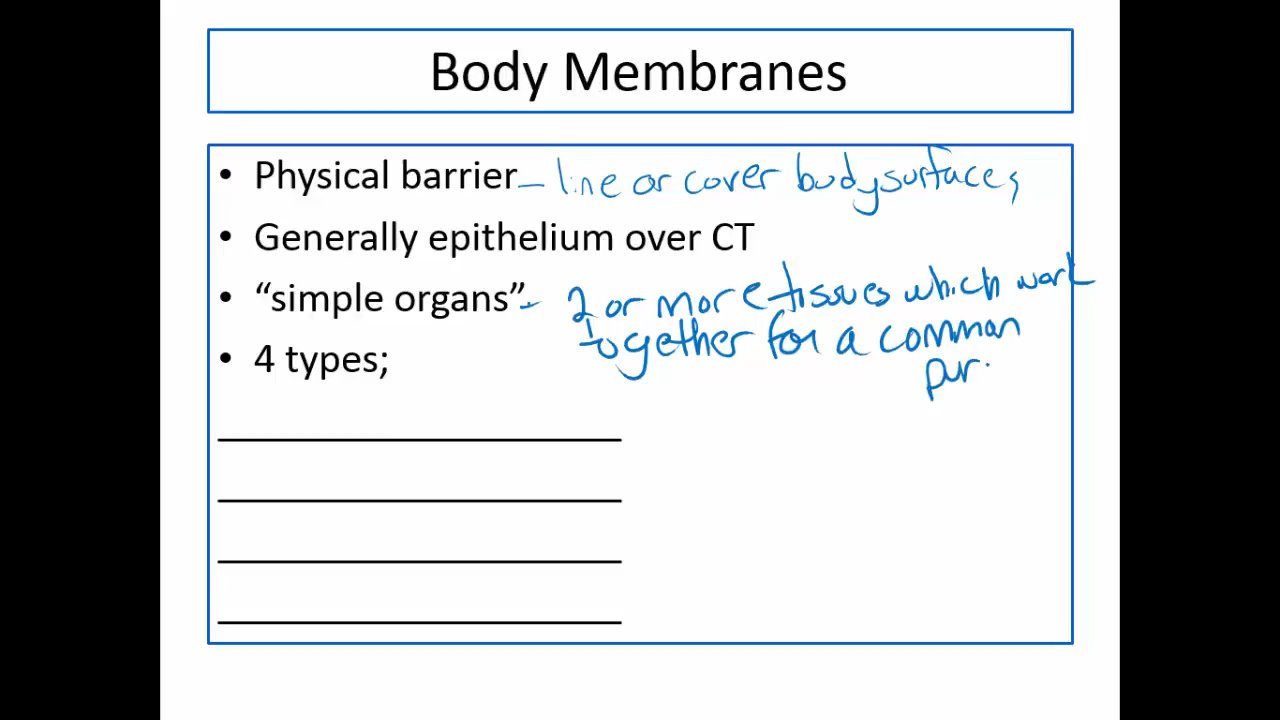 Body Membranes
• Physical barrier – line or cover body surfaces
• Generally epithelium over CT
• “simple organs” - 2 or more tissues which work
together for a common
• 4 types;
pur.